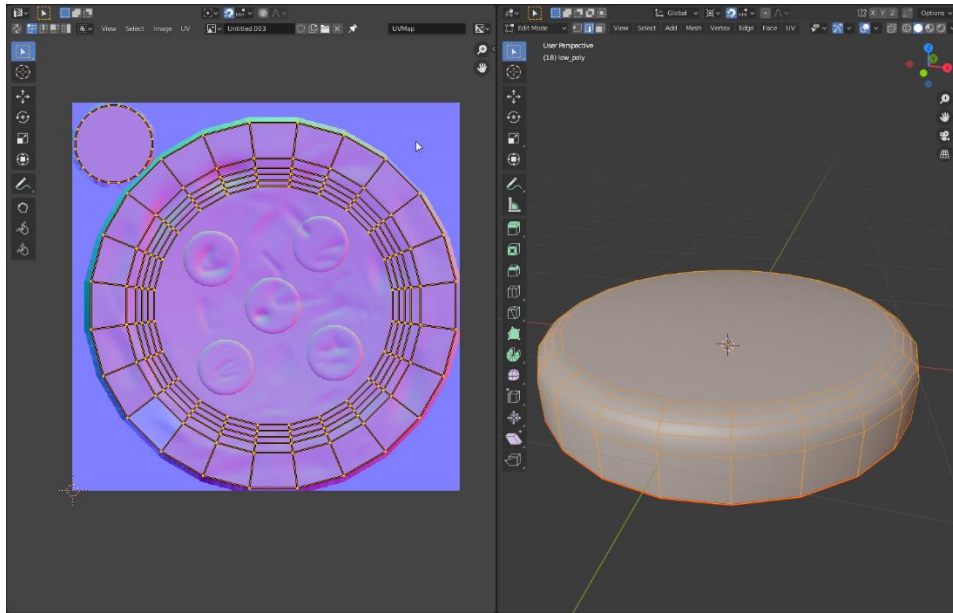 Global
X Y Z
Options
View Select Image UV
Untitled.003
UVMap
Edit Mode
View Select Add Mesh Vertex Edge Face UV
User Perspective
(18) low_poly
Z
Y
X